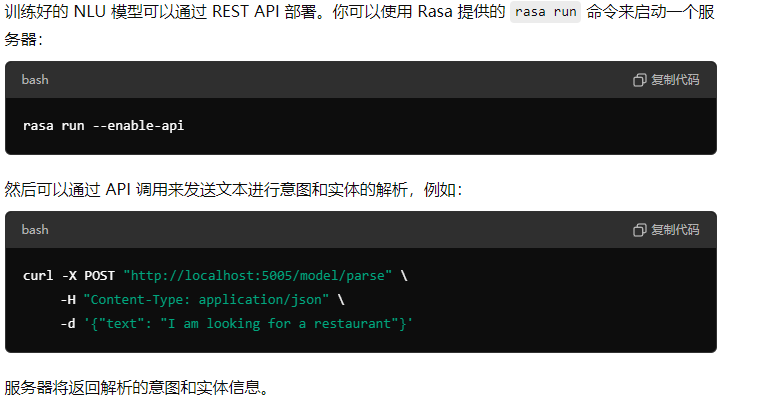 训练好的 NLU 模型可以通过 REST API 部署。你可以使用 Rasa 提供的 rasa run 命令来启动一个服
务器：
bash 复制代码
rasa run --enable-api
然后可以通过 API 调用来发送文本进行意图和实体的解析，例如：
bash 复制代码
curl -X POST "http://localhost:5005/model/parse" \
     -H "Content-Type: application/json" \
     -d '{"text": "I am looking for a restaurant"}'
服务器将返回解析的意图和实体信息。